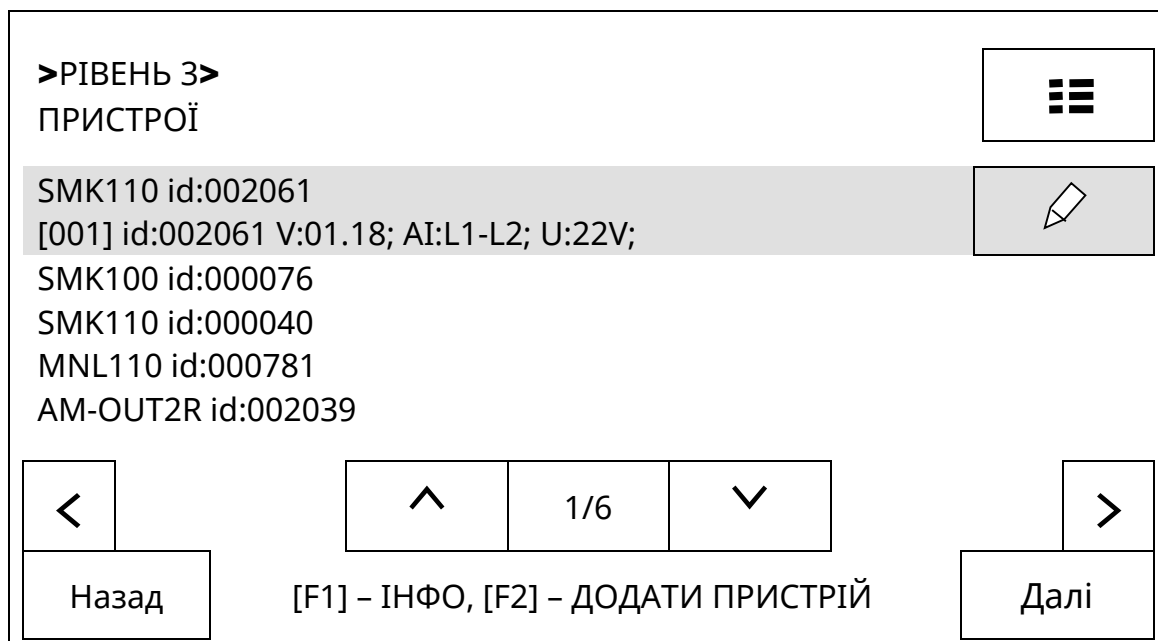 >РІВЕНЬ 3>
ПРИСТРОЇ
SMK110 id:002061
[001] id:002061 V:01.18; AI:L1-L2; U:22V;
SMK100 id:000076
SMK110 id:000040
MNL110 id:000781
AM-OUT2R id:002039
<
^
1/6
>
Назад
[F1] – ІНФО, [F2] – ДОДАТИ ПРИСТРІЙ
Далі